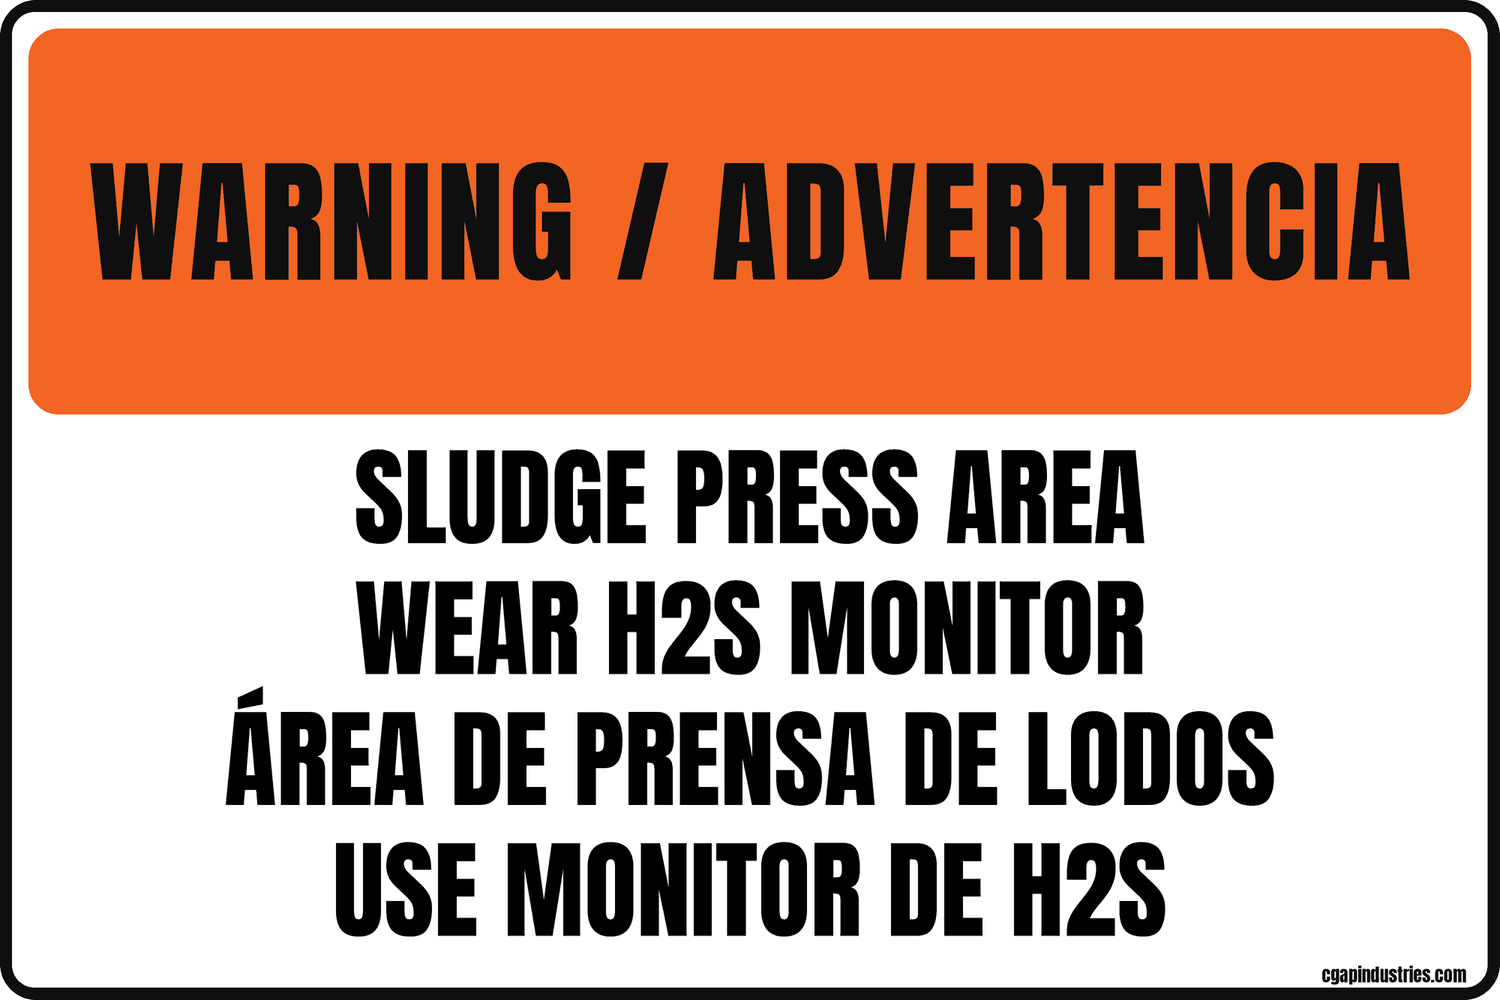 WARNING / ADVERTENCIA
SLUDGE PRESS AREA
WEAR H2S MONITOR
ÁREA DE PRENSA DE LODOS
USE MONITOR DE H2S
cgapindustries.com